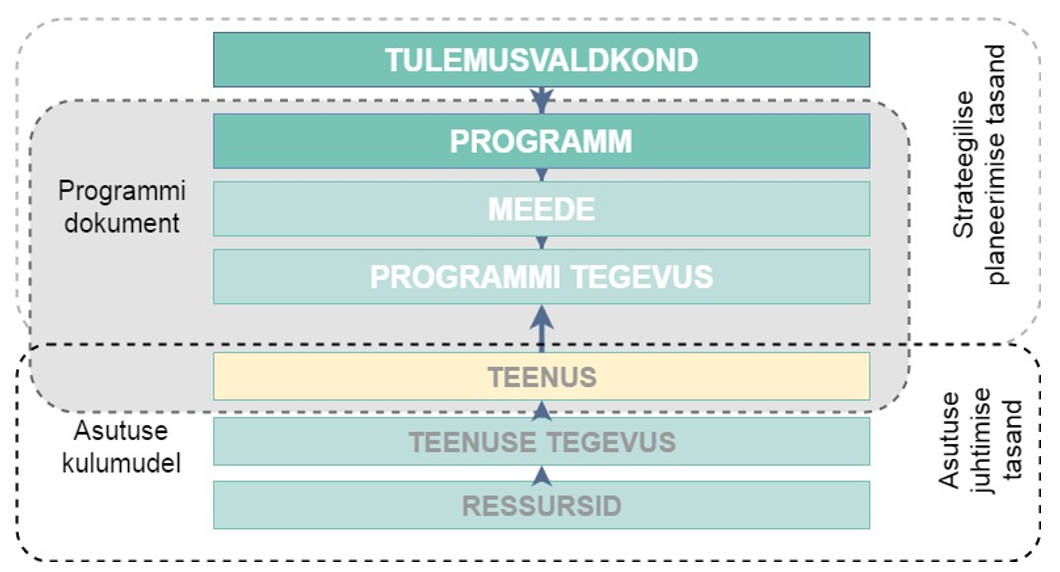 TULEMUSVALDKOND
PROGRAMM
Programmi
dokument
MEEDE
PROGRAMMI TEGEVUS
Strateegilise
planeerimise tasand
TEENUS
Asutuse
kulumudel
TEENUSE TEGEVUS
RESSURSID
Asutuse
juhtimise
tasand